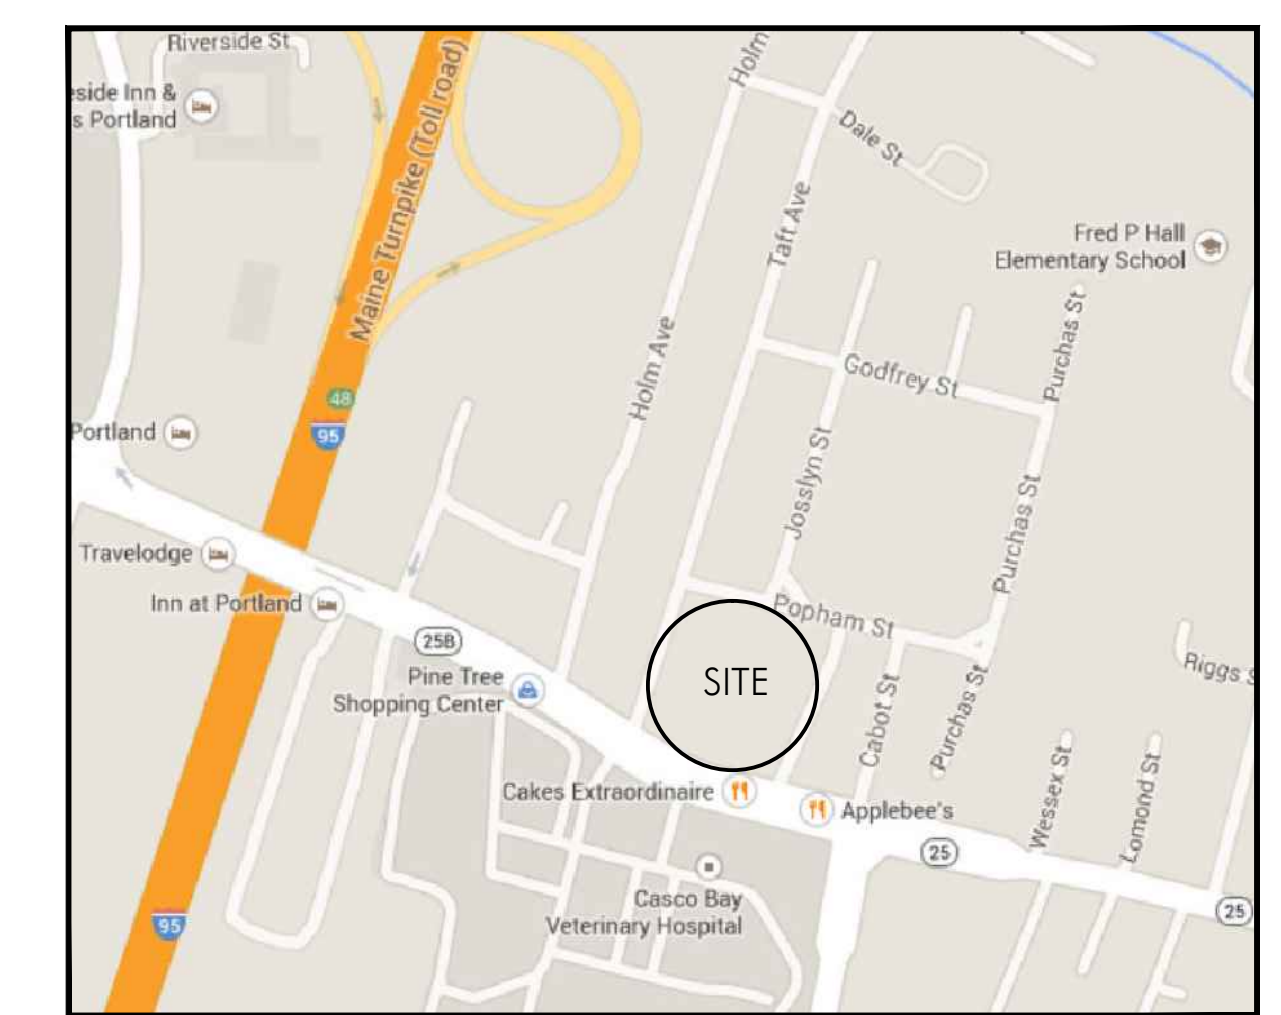 Riverside St
Holm
eside Inn &
s Portland
Maine Turnpike (Toll road)
Dale St
Taft Ave
Fred P Hall
Elementary School
Purchas St
Holm Ave
Godfrey St
48
95
Portland
Josslyn St
Purchas St
Travelodge
Inn at Portland
Popham St
25B
Pine Tree
Shopping Center
SITE
Cabot St
Purchas St
Riggs S
Cakes Extraordinaire
Applebee's
Wessex St
Lomond St
25
Casco Bay
Veterinary Hospital
95
25